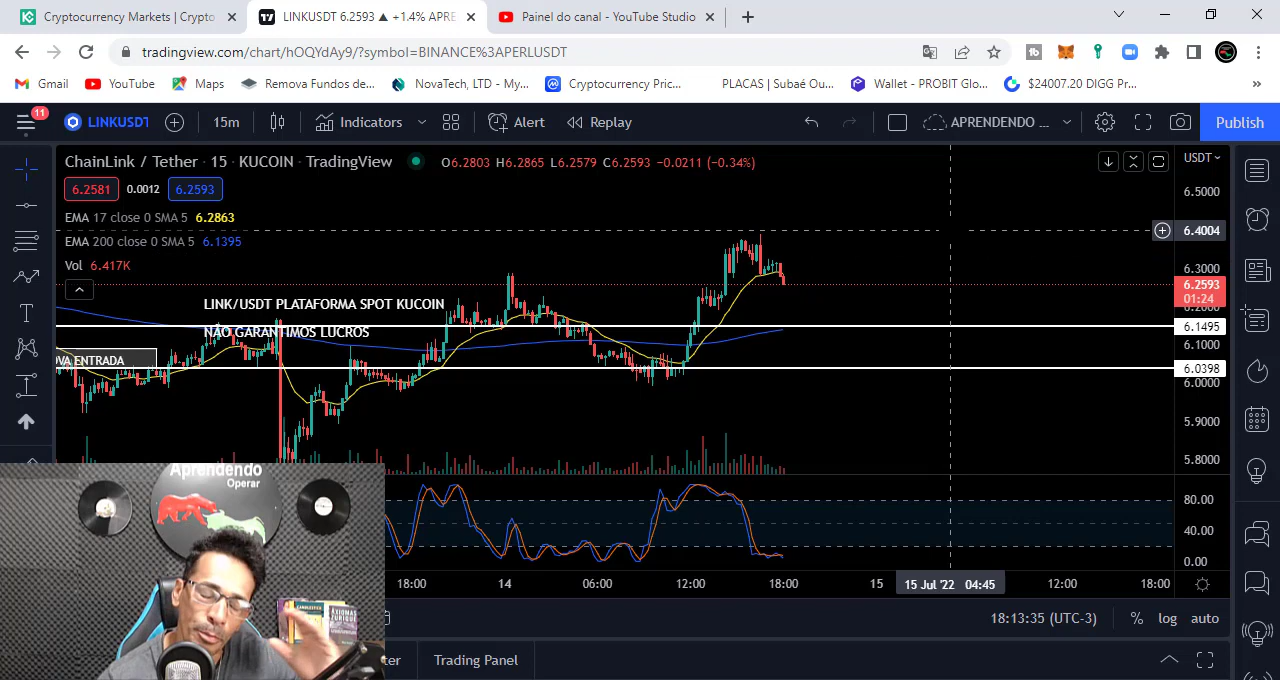 Cryptocurrency Markets | Crypto
LINKUSDT 6.2593 ▲ +1.4% APRE
Painel do canal - YouTube Studio
tradingview.com/chart/hOQYdAy9/?symbol=BINANCE%3APERLUSDT
Gmail
YouTube
Maps
Remova Fundos de...
NovaTech, LTD - My...
Cryptocurrency Pric...
PLACAS | Subaé Ou...
Wallet - PROBIT Glo...
$24007.20 DIGG Pr...
»
11
LINKUSDT
15m
Indicators
Alert
Replay
APRENDENDO ...
Publish
ChainLink / Tether · 15 · KUCOIN · TradingView
O6.2803 H6.2865 L6.2579 C6.2593 −0.0211 (−0.34%)
USDT
6.2581
0.0012
6.2593
EMA 17 close 0 SMA 5 6.2863
EMA 200 close 0 SMA 5 6.1395
Vol 6.417K
LINK/USDT PLATAFORMA SPOT KUCOIN
NÃO GARANTIMOS LUCROS
OVA ENTRADA
6.5000
6.4004
6.3000
6.2593
01:24
6.2000
6.1495
6.1000
6.0398
6.0000
5.9000
5.8000
80.00
40.00
0.00
Aprendendo
Operar
18:00
14
06:00
12:00
18:00
15
15 Jul '22 04:45
12:00
18:00
18:13:35 (UTC-3)
%
log
auto
ter
Trading Panel